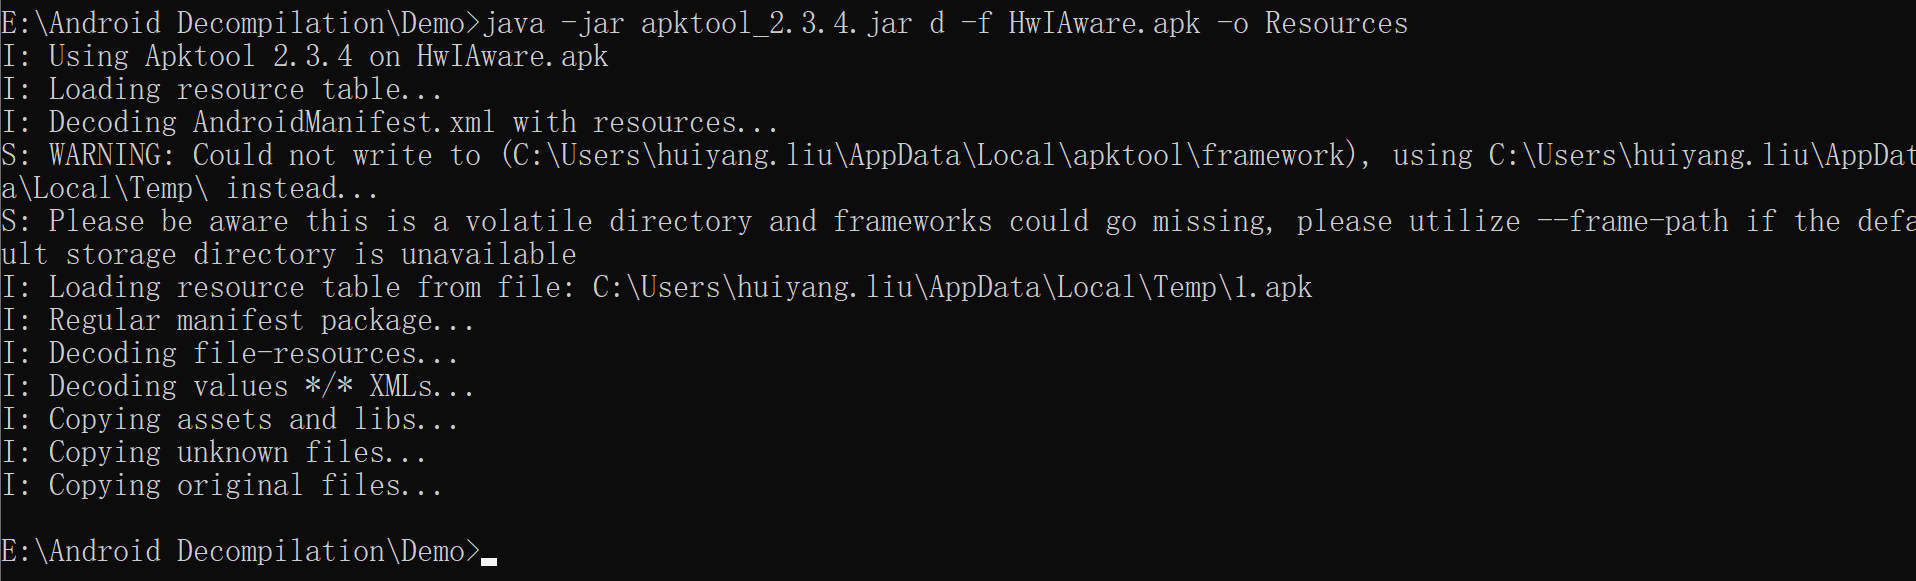 E:\Android Decompilation\Demo>java -jar apktool_2.3.4.jar d -f HwIAware.apk -o Resources
I: Using Apktool 2.3.4 on HwIAware.apk
I: Loading resource table...
I: Decoding AndroidManifest.xml with resources...
S: WARNING: Could not write to (C:\Users\huiyang.liu\AppData\Local\apktool\framework), using C:\Users\huiyang.liu\AppDat
a\Local\Temp\ instead...
S: Please be aware this is a volatile directory and frameworks could go missing, please utilize --frame-path if the defa
ult storage directory is unavailable
I: Loading resource table from file: C:\Users\huiyang.liu\AppData\Local\Temp\1.apk
I: Regular manifest package...
I: Decoding file-resources...
I: Decoding values */* XMLs...
I: Copying assets and libs...
I: Copying unknown files...
I: Copying original files...
E:\Android Decompilation\Demo>